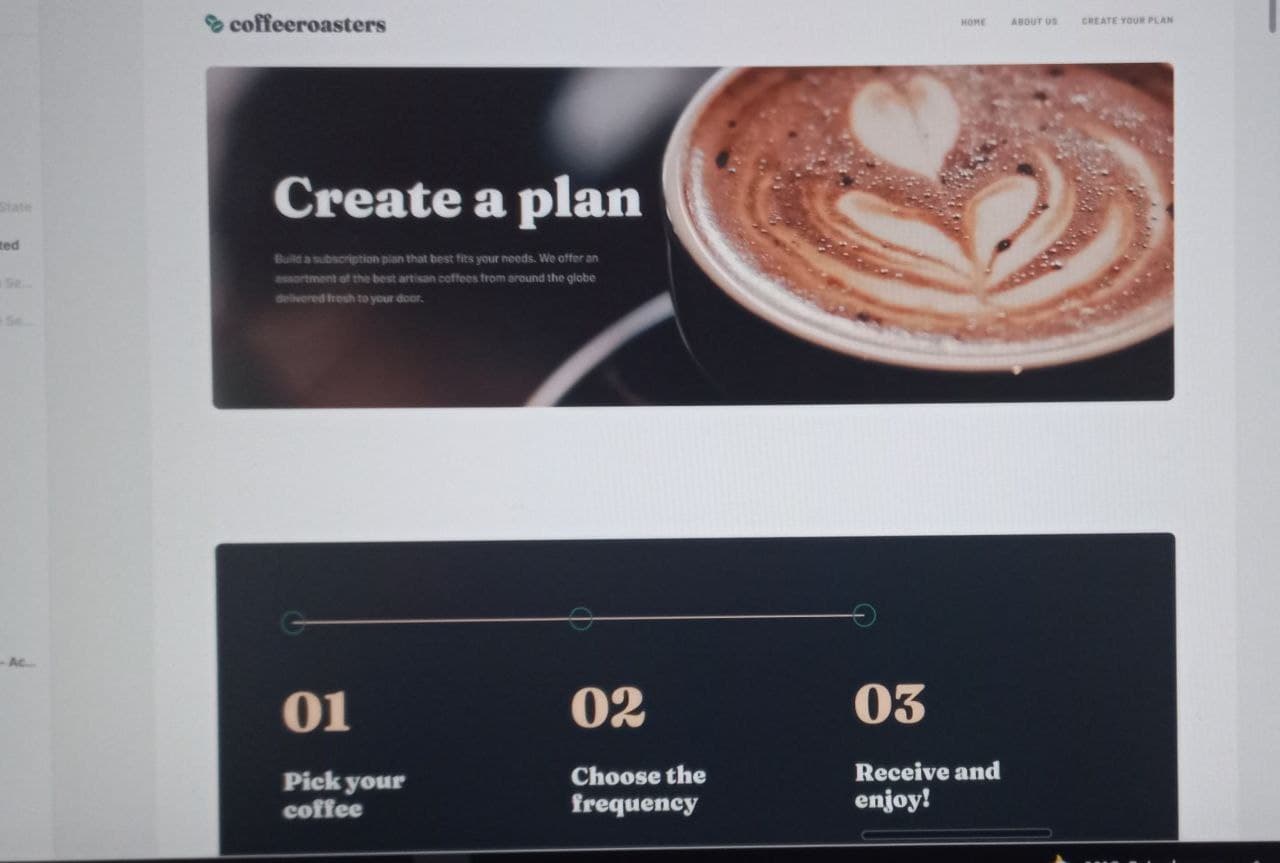 coffeeroasters
HOME ABOUT US CREATE YOUR PLAN
Create a plan
Build a subscription plan that best fits your needs. We offer an
assortment of the best artisan coffees from around the globe
delivered fresh to your door.
State
ted
Se...
Se...
- Ac...
01
Pick your
coffee
02
Choose the
frequency
03
Receive and
enjoy!